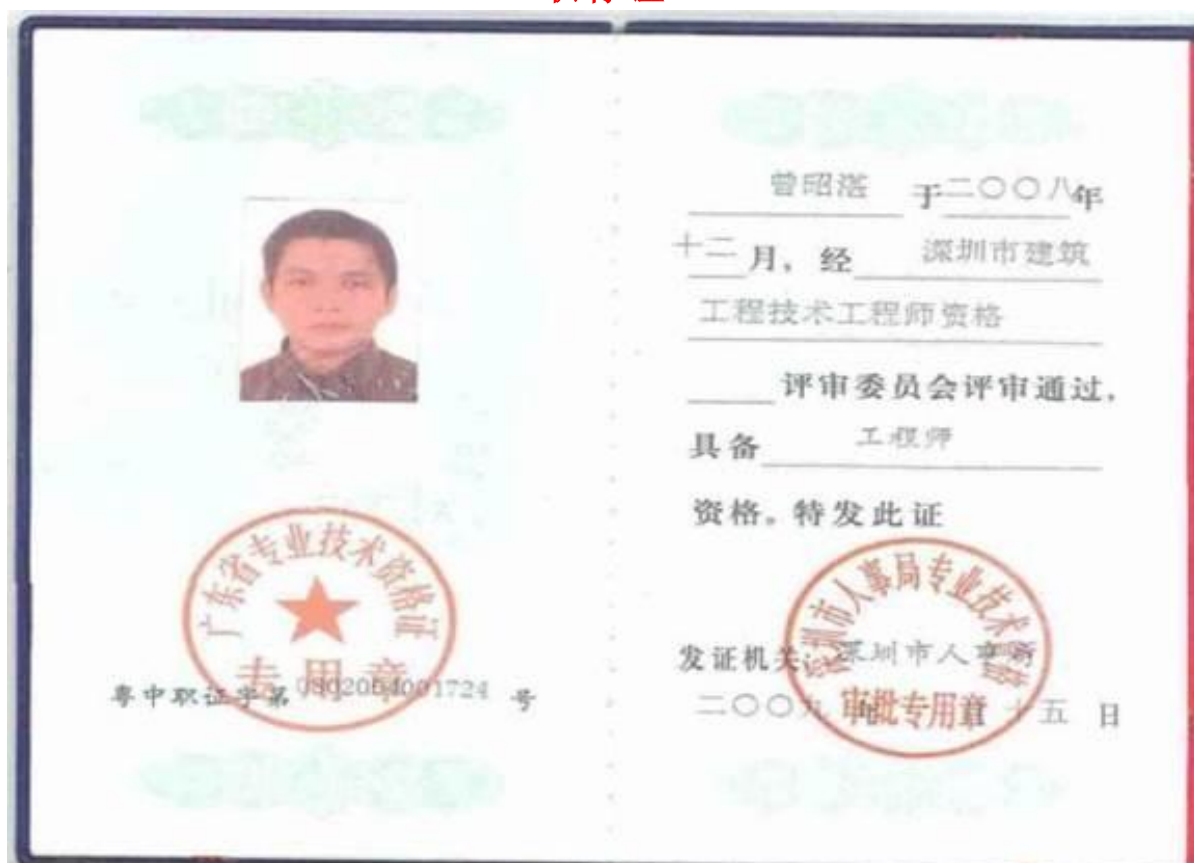 广东省专业技术资格证
专用章
粤中职证字第 0802064001724 号
曾昭湛 于二〇〇八年
十二月，经 深圳市建筑
工程技术工程师资格
评审委员会评审通过，
具备 工程师
资格。特发此证
深圳市人事局专业技术资格
审批专用章
发证机关：深圳市人事局
二〇〇九年 月十五日